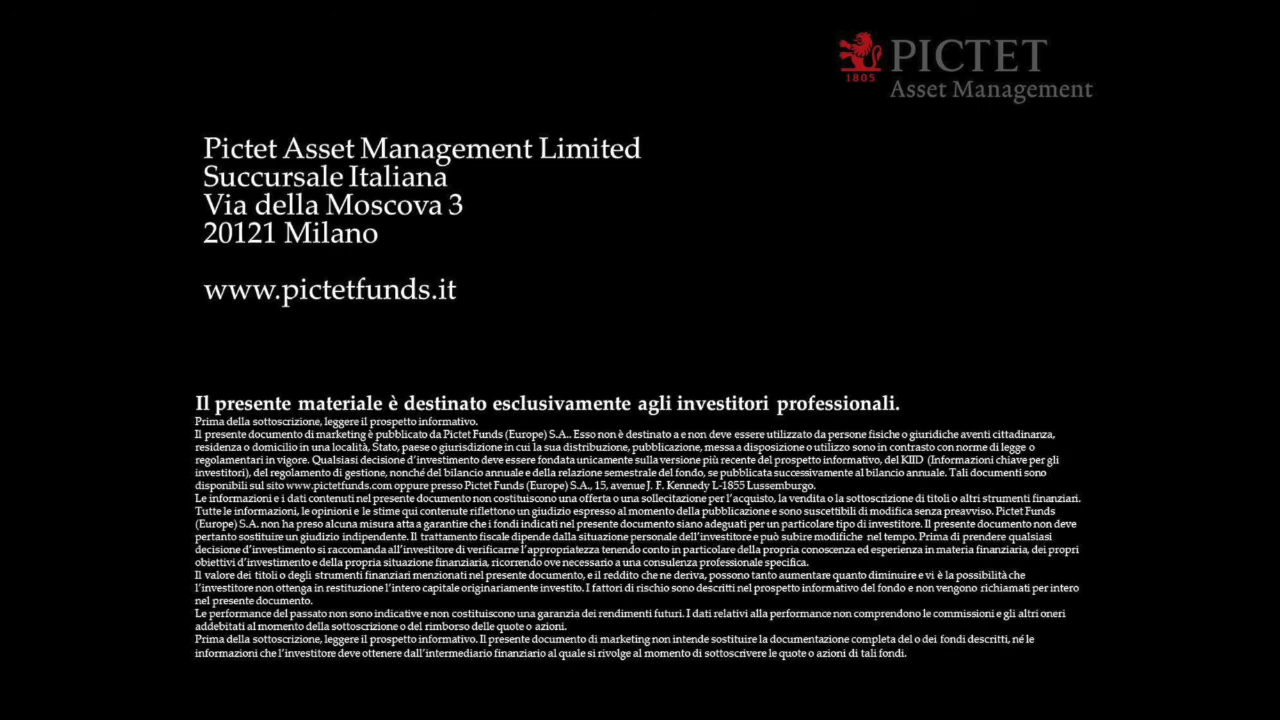 PICTET
1805
Asset Management
Pictet Asset Management Limited
Succursale Italiana
Via della Moscova 3
20121 Milano
www.pictetfunds.it
Il presente materiale è destinato esclusivamente agli investitori professionali.
Prima della sottoscrizione, leggere il prospetto informativo.
Il presente documento di marketing è pubblicato da Pictet Funds (Europe) S.A.. Esso non è destinato a e non deve essere utilizzato da persone fisiche o giuridiche aventi cittadinanza,
residenza o domicilio in una località, Stato, paese o giurisdizione in cui la sua distribuzione, pubblicazione, messa a disposizione o utilizzo sono in contrasto con norme di legge o
regolamentari in vigore. Qualsiasi decisione d'investimento deve essere fondata unicamente sulla versione più recente del prospetto informativo, del KIID (Informazioni chiave per gli
investitori), del regolamento di gestione, nonché del bilancio annuale e della relazione semestrale del fondo, se pubblicata successivamente al bilancio annuale. Tali documenti sono
disponibili sul sito www.pictetfunds.com oppure presso Pictet Funds (Europe) S.A., 15, avenue J. F. Kennedy L-1855 Lussemburgo.
Le informazioni e i dati contenuti nel presente documento non costituiscono una offerta o una sollecitazione per l'acquisto, la vendita o la sottoscrizione di titoli o altri strumenti finanziari.
Tutte le informazioni, le opinioni e le stime qui contenute riflettono un giudizio espresso al momento della pubblicazione e sono suscettibili di modifica senza preavviso. Pictet Funds
(Europe) S.A. non ha preso alcuna misura atta a garantire che i fondi indicati nel presente documento siano adeguati per un particolare tipo di investitore. Il presente documento non deve
pertanto sostituire un giudizio indipendente. Il trattamento fiscale dipende dalla situazione personale dell'investitore e può subire modifiche nel tempo. Prima di prendere qualsiasi
decisione d'investimento si raccomanda all'investitore di verificarne l'appropriatezza tenendo conto in particolare della propria conoscenza ed esperienza in materia finanziaria, dei propri
obiettivi d'investimento e della propria situazione finanziaria, ricorrendo ove necessario a una consulenza professionale specifica.
Il valore dei titoli o degli strumenti finanziari menzionati nel presente documento, e il reddito che ne deriva, possono tanto aumentare quanto diminuire e vi è la possibilità che
l'investitore non ottenga in restituzione l'intero capitale originariamente investito. I fattori di rischio sono descritti nel prospetto informativo del fondo e non vengono richiamati per intero
nel presente documento.
Le performance del passato non sono indicative e non costituiscono una garanzia dei rendimenti futuri. I dati relativi alla performance non comprendono le commissioni e gli altri oneri
addebitati al momento della sottoscrizione o del rimborso delle quote o azioni.
Prima della sottoscrizione, leggere il prospetto informativo. Il presente documento di marketing non intende sostituire la documentazione completa del o dei fondi descritti, né le
informazioni che l'investitore deve ottenere dall'intermediario finanziario al quale si rivolge al momento di sottoscrivere le quote o azioni di tali fondi.